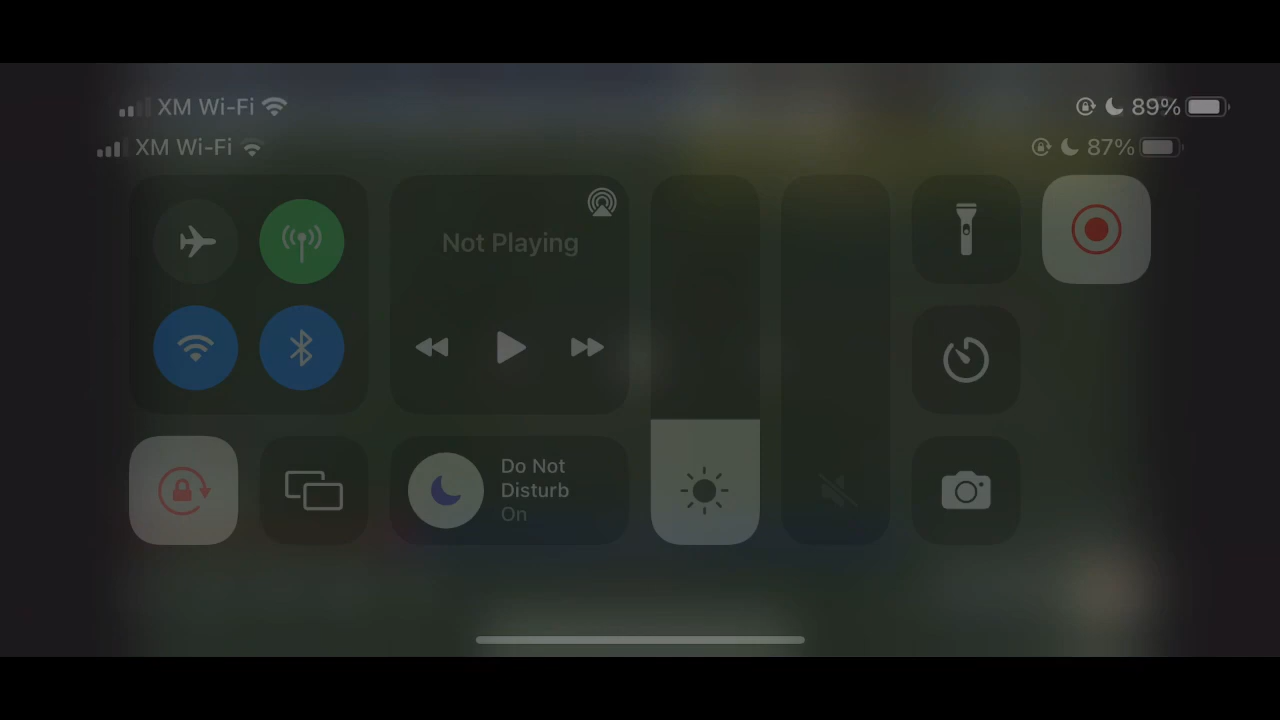 XM Wi-Fi 89%
XM Wi-Fi 87%
Not Playing
Do Not
Disturb
On